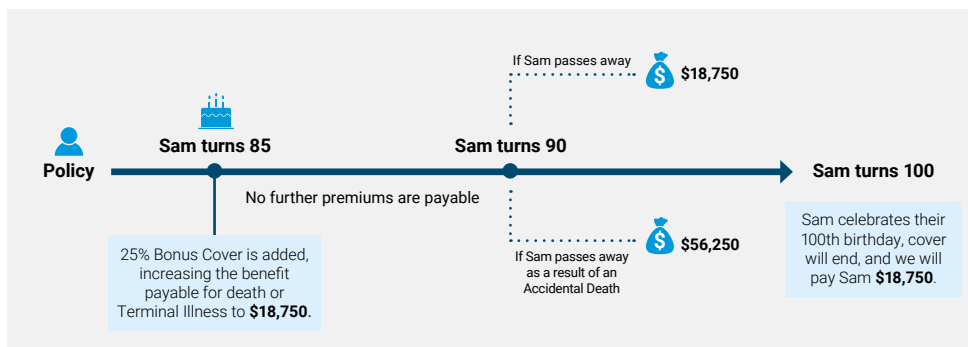 If Sam passes away
$
$18,750
Sam turns 85
Sam turns 90
Policy
Sam turns 100
No further premiums are payable
25% Bonus Cover is added,
increasing the benefit
payable for death or
Terminal Illness to $18,750.
$
$56,250
If Sam passes away
as a result of an
Accidental Death
Sam celebrates their
100th birthday, cover
will end, and we will
pay Sam $18,750.